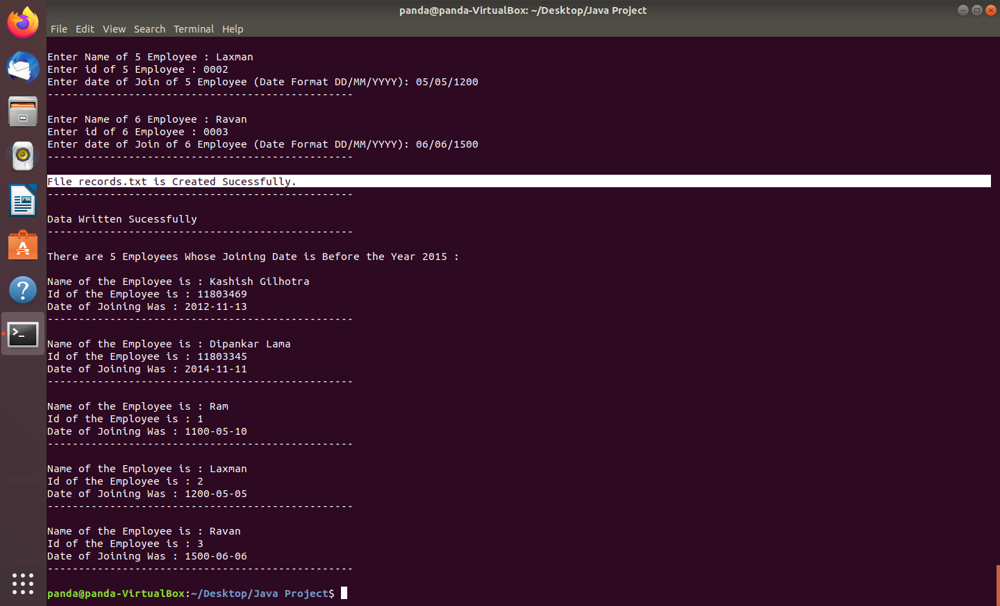 panda@panda-VirtualBox: ~/Desktop/Java Project
File Edit View Search Terminal Help
Enter Name of 5 Employee : Laxman
Enter id of 5 Employee : 0002
Enter date of Join of 5 Employee (Date Format DD/MM/YYYY): 05/05/1200
-------------------------------------------------
Enter Name of 6 Employee : Ravan
Enter id of 6 Employee : 0003
Enter date of Join of 6 Employee (Date Format DD/MM/YYYY): 06/06/1500
-------------------------------------------------
File records.txt is Created Sucessfully.
-------------------------------------------------
Data Written Sucessfully
-------------------------------------------------
There are 5 Employees Whose Joining Date is Before the Year 2015 :
Name of the Employee is : Kashish Gilhotra
Id of the Employee is : 11803469
Date of Joining Was : 2012-11-13
-------------------------------------------------
Name of the Employee is : Dipankar Lama
Id of the Employee is : 11803345
Date of Joining Was : 2014-11-11
-------------------------------------------------
Name of the Employee is : Ram
Id of the Employee is : 1
Date of Joining Was : 1100-05-10
-------------------------------------------------
Name of the Employee is : Laxman
Id of the Employee is : 2
Date of Joining Was : 1200-05-05
-------------------------------------------------
Name of the Employee is : Ravan
Id of the Employee is : 3
Date of Joining Was : 1500-06-06
-------------------------------------------------
panda@panda-VirtualBox:~/Desktop/Java Project$